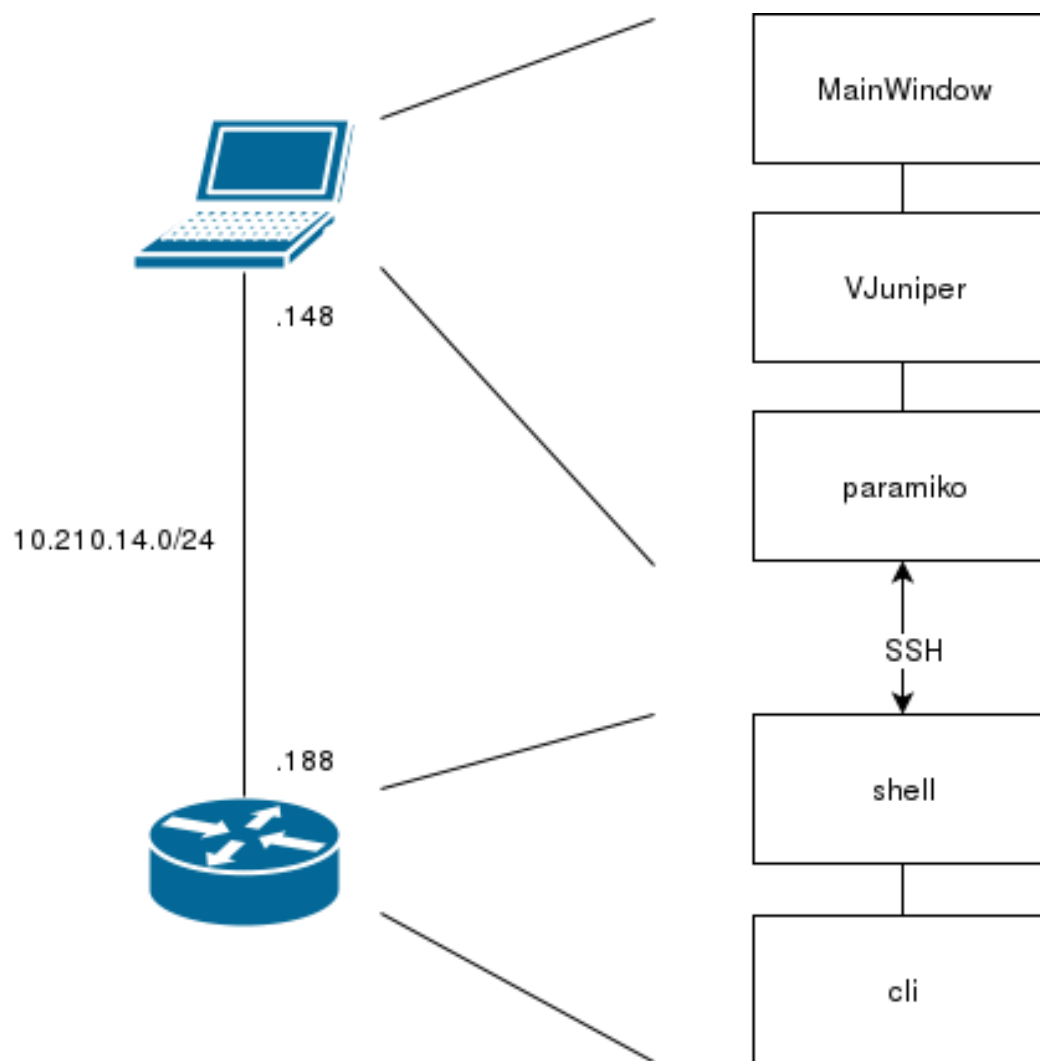 MainWindow
VJuniper
.148
paramiko
10.210.14.0/24
SSH
.188
shell
cli